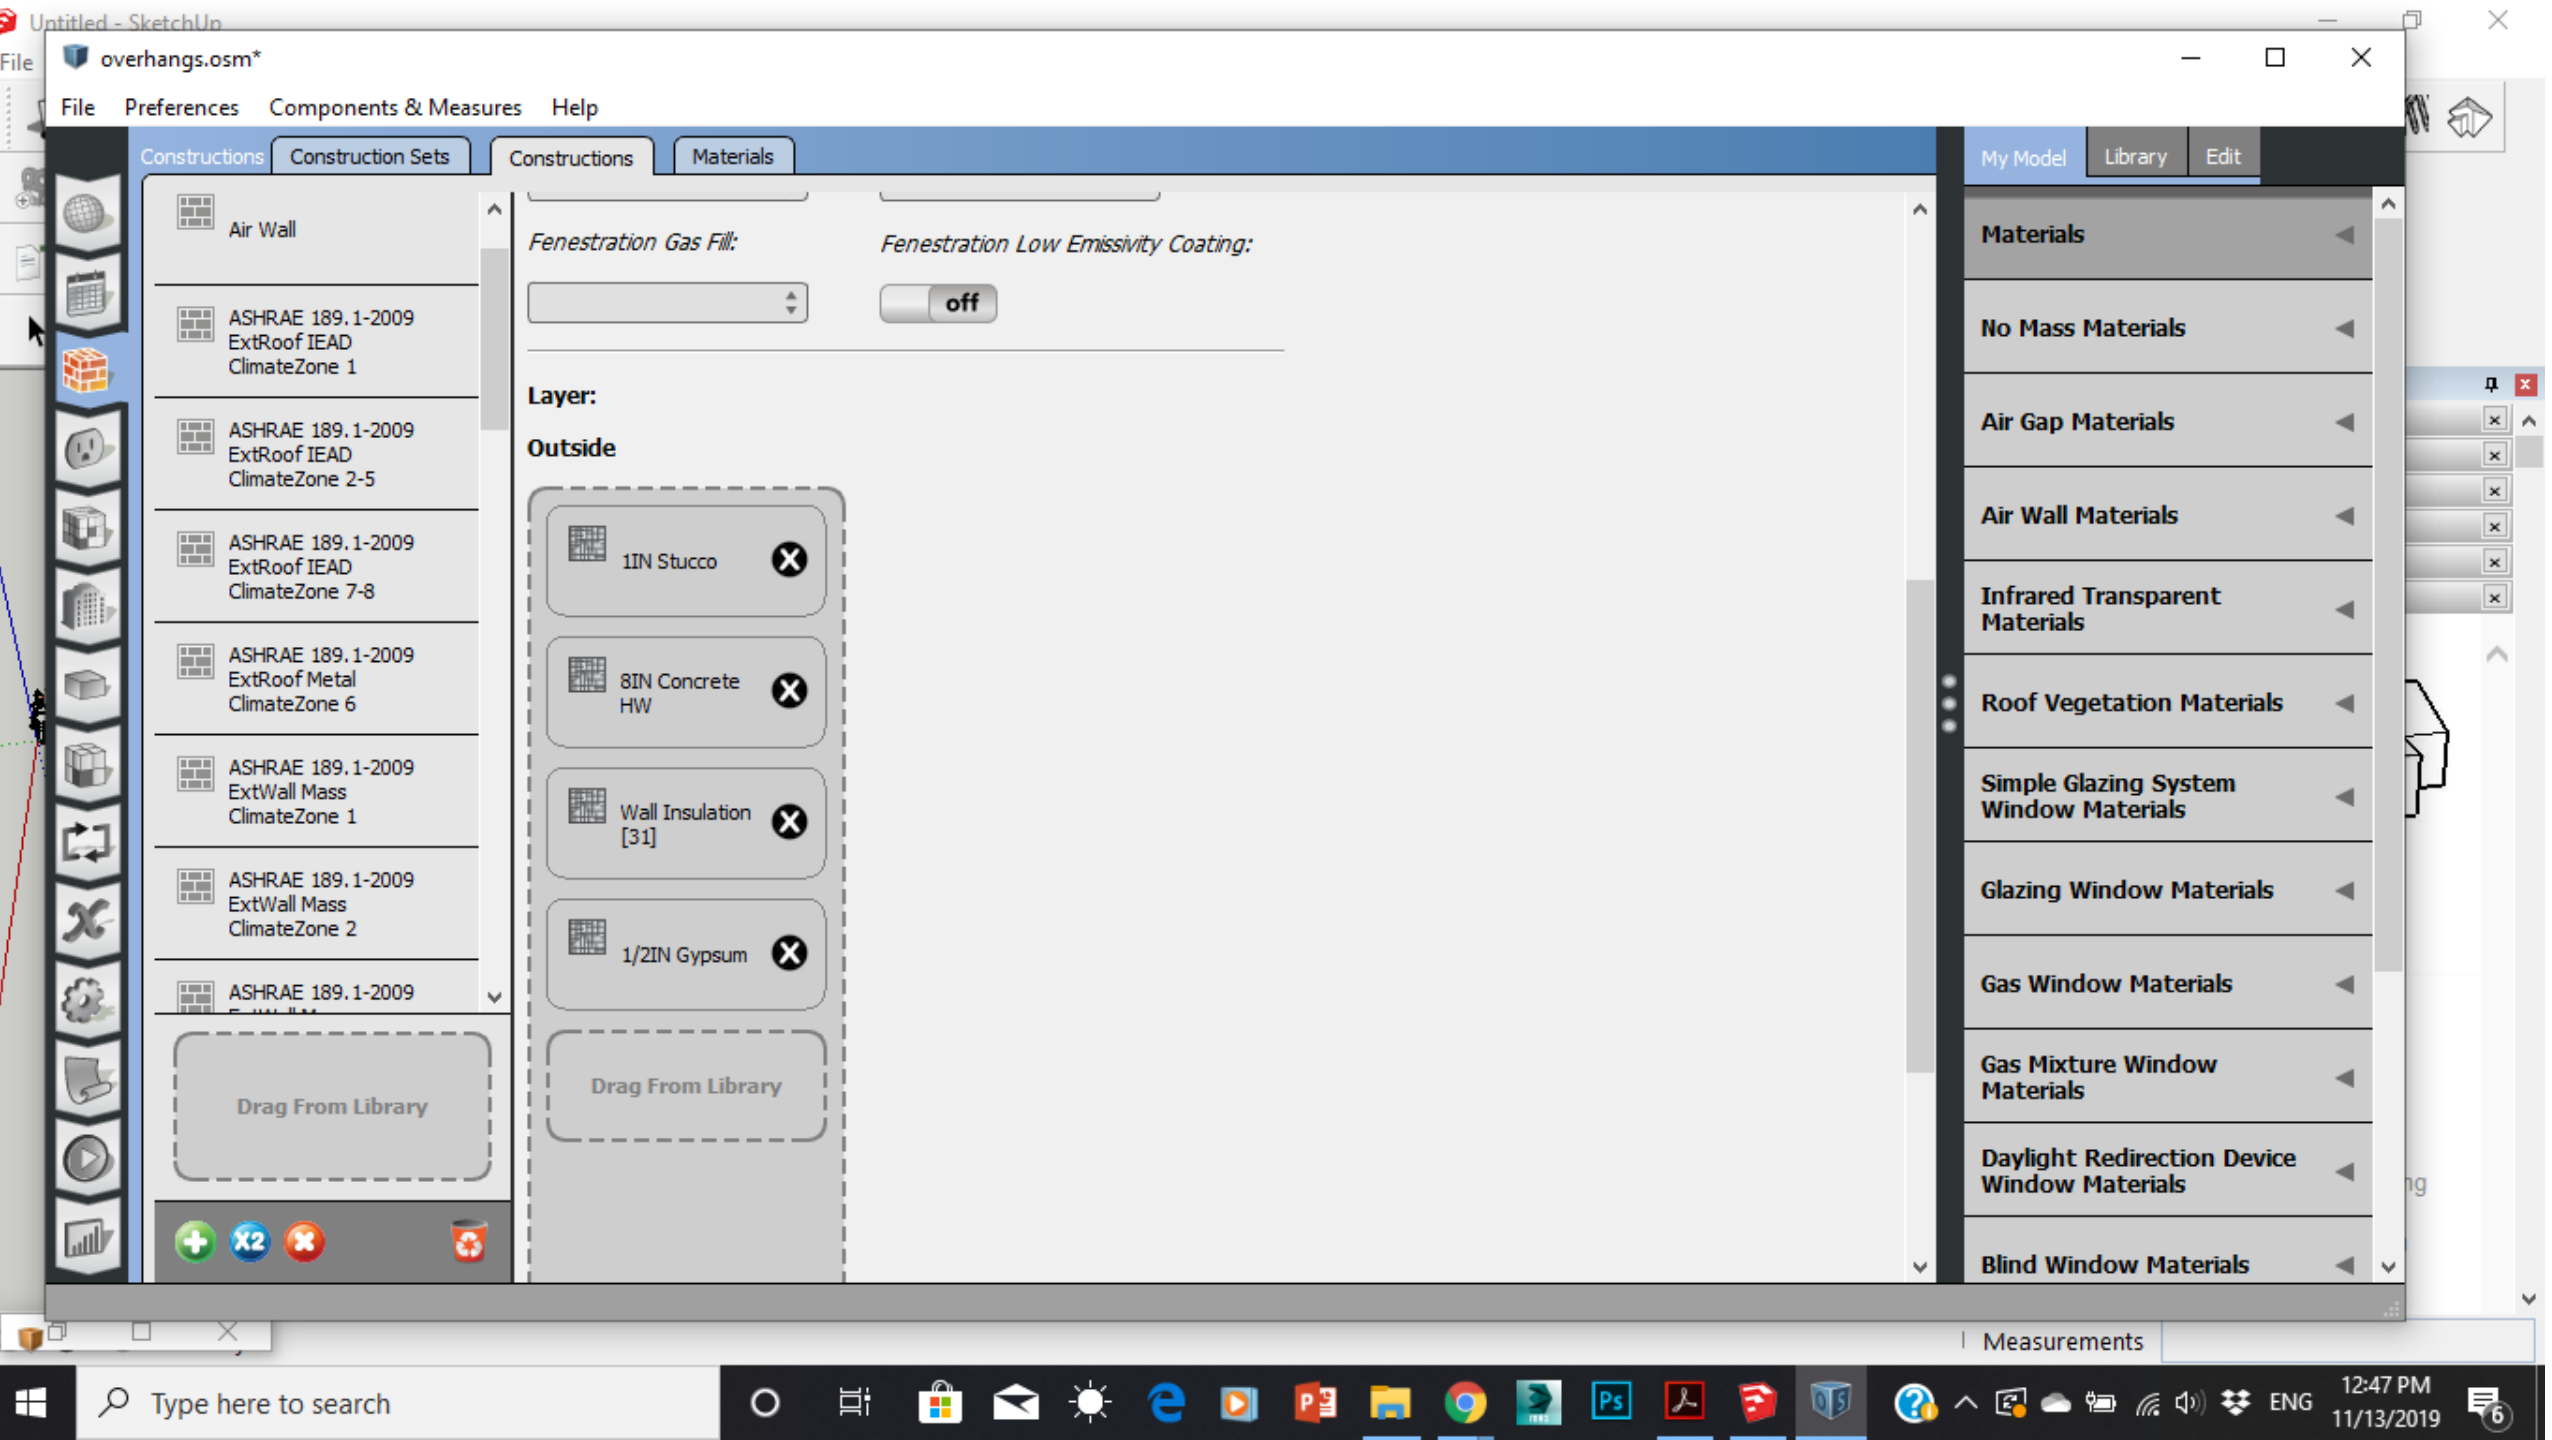 Untitled - SketchUp
File
overhangs.osm*
File Preferences Components & Measures Help
Constructions Construction Sets Constructions Materials
My Model Library Edit
Air Wall
ASHRAE 189.1-2009
ExtRoof IEAD
ClimateZone 1
ASHRAE 189.1-2009
ExtRoof IEAD
ClimateZone 2-5
ASHRAE 189.1-2009
ExtRoof IEAD
ClimateZone 7-8
ASHRAE 189.1-2009
ExtRoof Metal
ClimateZone 6
ASHRAE 189.1-2009
ExtWall Mass
ClimateZone 1
ASHRAE 189.1-2009
ExtWall Mass
ClimateZone 2
ASHRAE 189.1-2009
Drag From Library
X2
Fenestration Gas Fill:
Fenestration Low Emissivity Coating:
off
Layer:
Outside
1IN Stucco
8IN Concrete
HW
Wall Insulation
[31]
1/2IN Gypsum
Drag From Library
Materials
No Mass Materials
Air Gap Materials
Air Wall Materials
Infrared Transparent
Materials
Roof Vegetation Materials
Simple Glazing System
Window Materials
Glazing Window Materials
Gas Window Materials
Gas Mixture Window
Materials
Daylight Redirection Device
Window Materials
Blind Window Materials
ng
Measurements
Type here to search
Ps
ENG
12:47 PM
11/13/2019
6